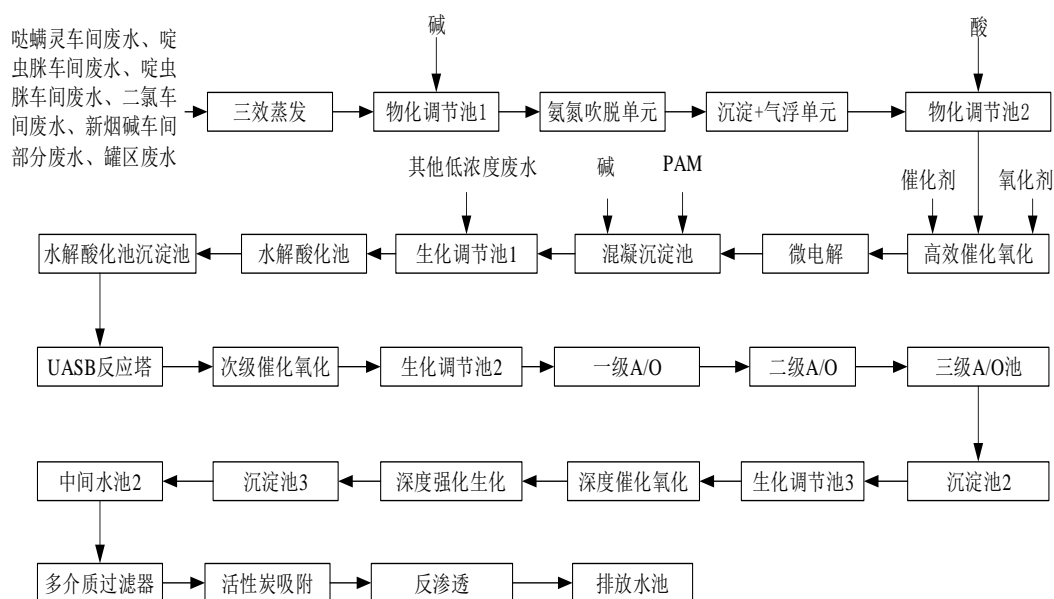 碱
酸
哒螨灵车间废水、啶
虫脒车间废水、啶虫
脒车间废水、二氯车
间废水、新烟碱车间
部分废水、罐区废水
三效蒸发
物化调节池1
氨氮吹脱单元
沉淀+气浮单元
物化调节池2
其他低浓度废水
碱
PAM
催化剂
氧化剂
水解酸化池沉淀池
水解酸化池
生化调节池1
混凝沉淀池
微电解
高效催化氧化
UASB反应塔
次级催化氧化
生化调节池2
一级A/O
二级A/O
三级A/O池
中间水池2
沉淀池3
深度强化生化
深度催化氧化
生化调节池3
沉淀池2
多介质过滤器
活性炭吸附
反渗透
排放水池